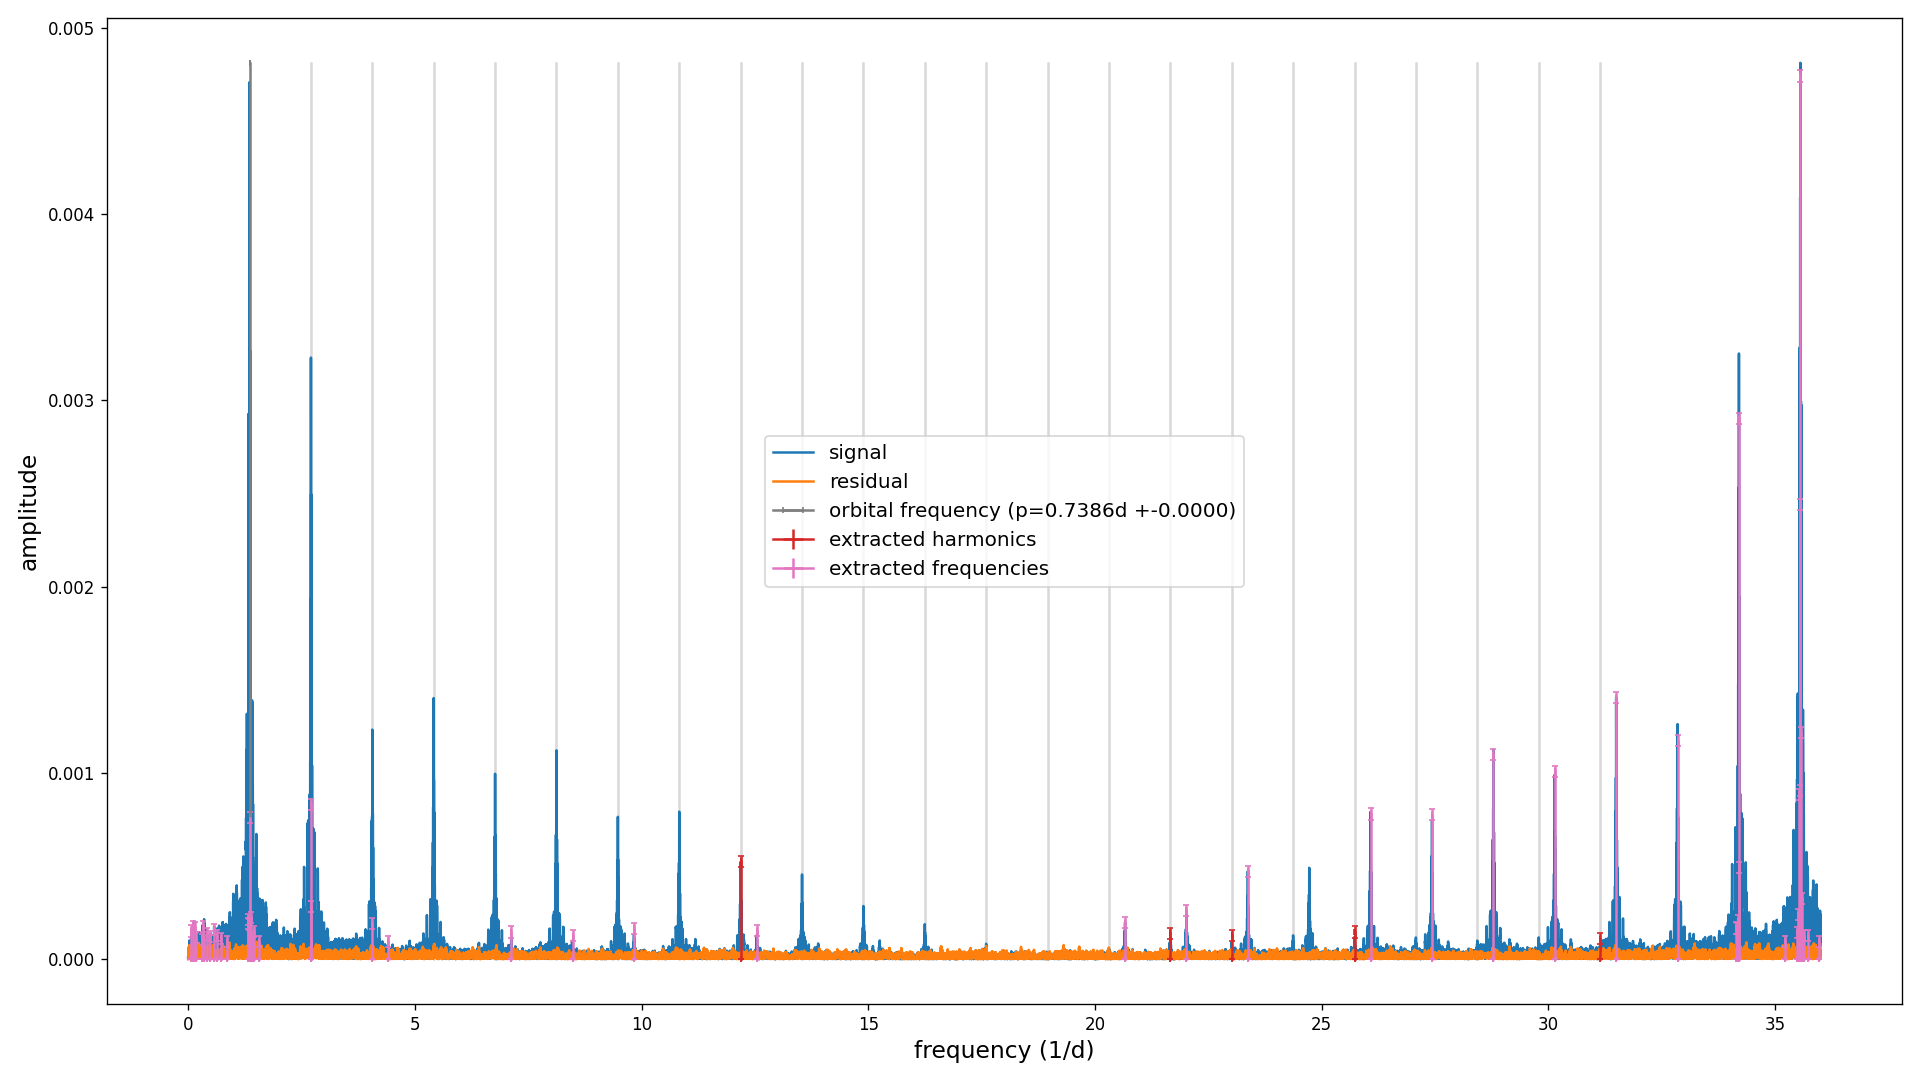 0.005
0.004
0.003
0.002
0.001
0.000
amplitude
signal
residual
orbital frequency (p=0.7386d +-0.0000)
extracted harmonics
extracted frequencies
0 5 10 15 20 25 30 35
frequency (1/d)